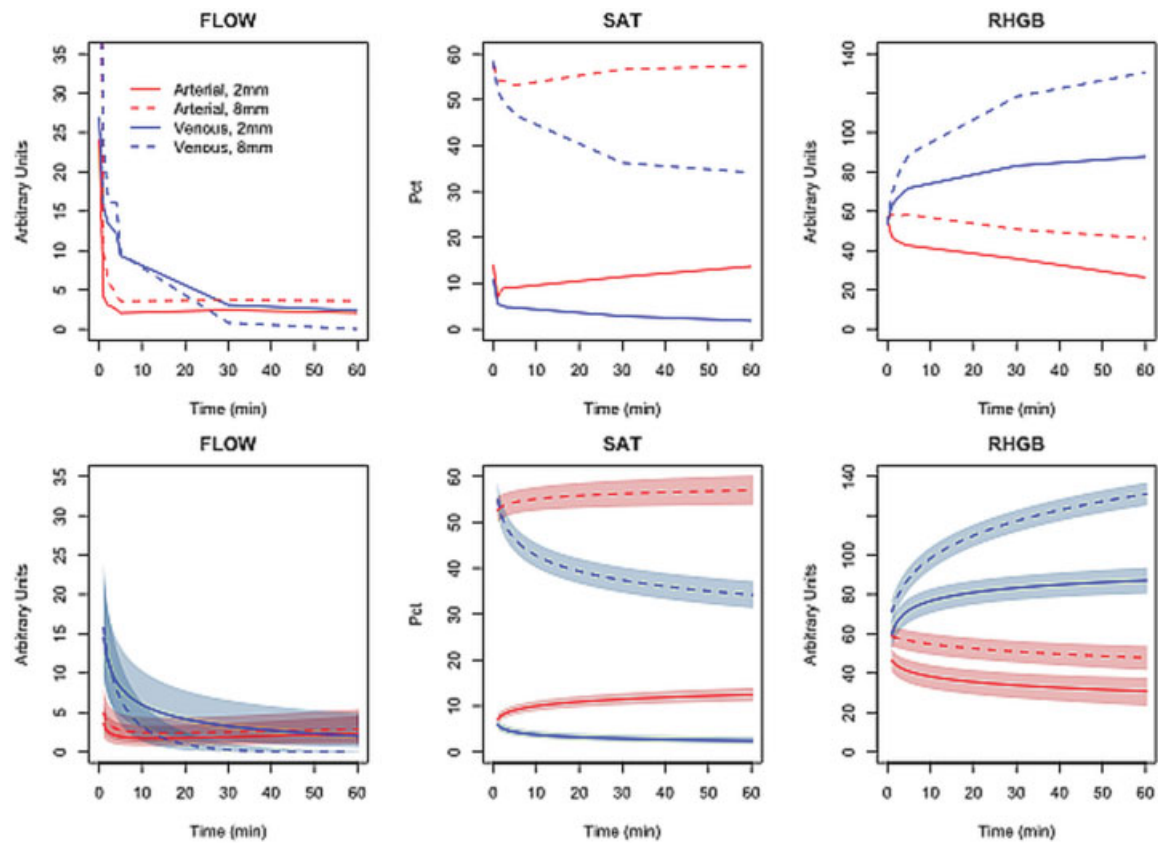 FLOW
SAT
RHGB
Arbitrary Units
35
30
25
20
15
10
5
0
Arterial, 2mm
Arterial, 8mm
Venous, 2mm
Venous, 8mm
0 10 20 30 40 50 60
Time (min)
Pct
60
50
40
30
20
10
0
0 10 20 30 40 50 60
Time (min)
Arbitrary Units
140
120
100
80
60
40
20
0
0 10 20 30 40 50 60
Time (min)
FLOW
SAT
RHGB
Arbitrary Units
35
30
25
20
15
10
5
0
0 10 20 30 40 50 60
Time (min)
Pct
60
50
40
30
20
10
0
0 10 20 30 40 50 60
Time (min)
Arbitrary Units
140
100
80
60
40
20
0
0 10 20 30 40 50 60
Time (min)